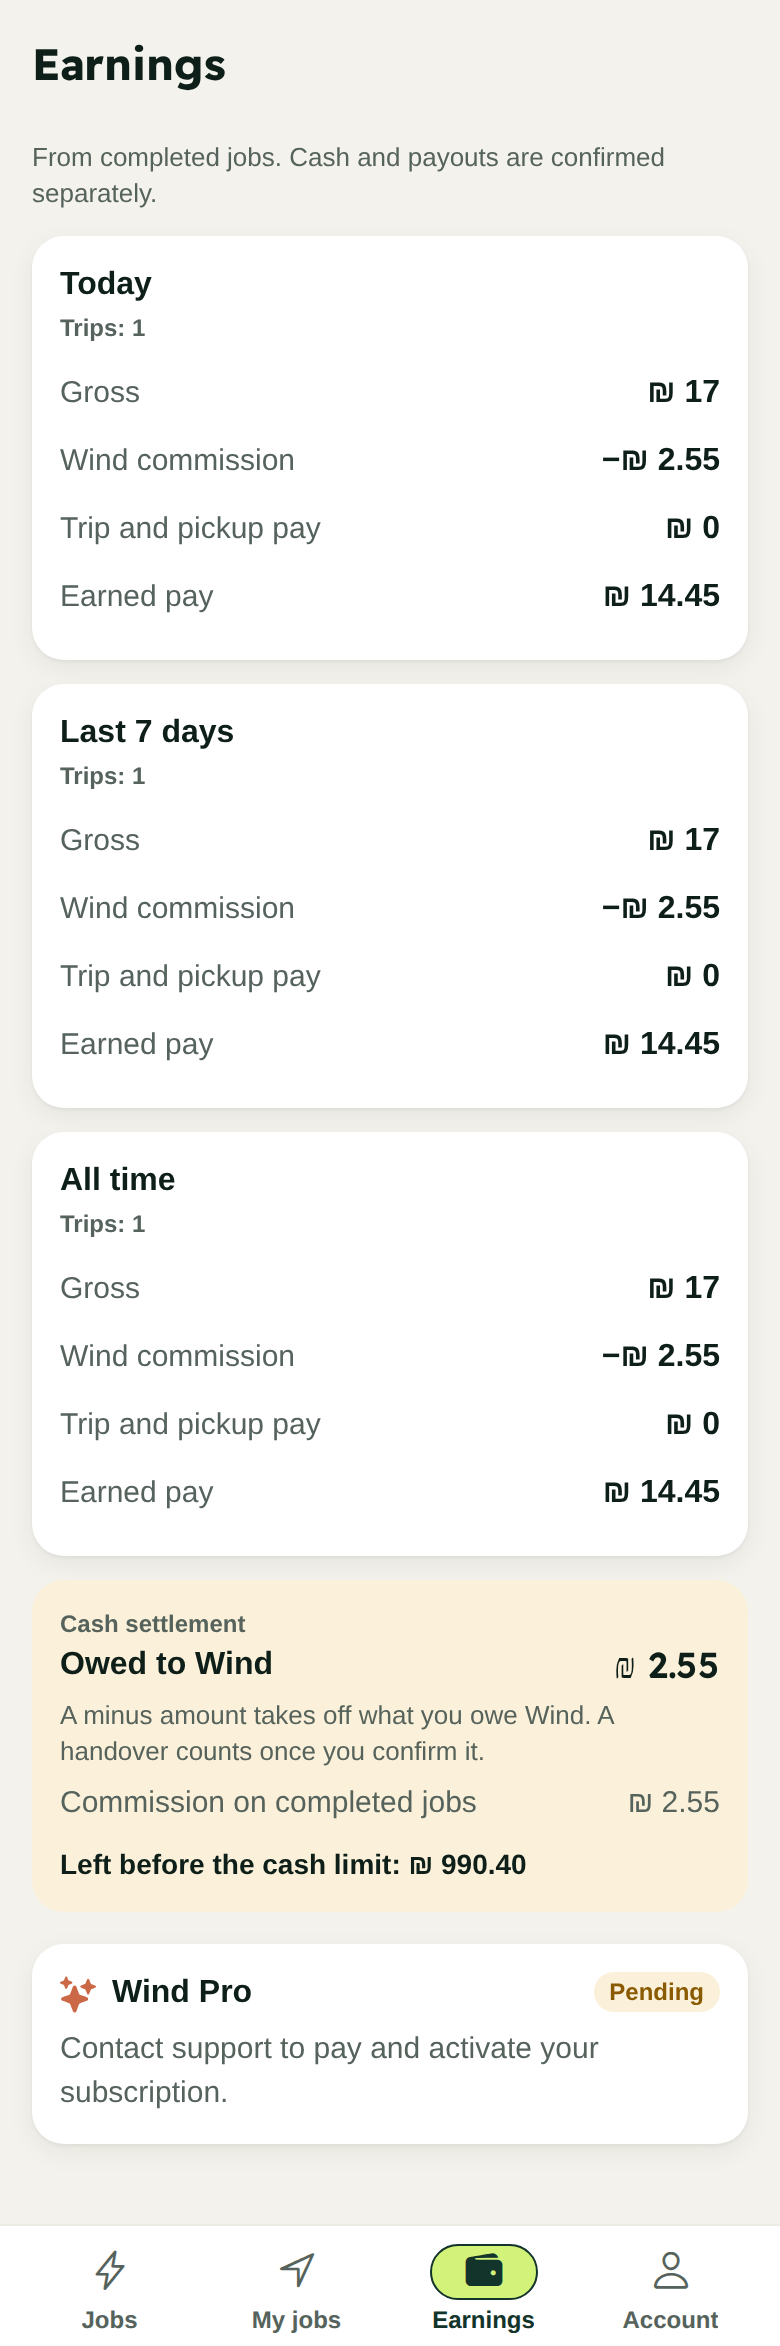 Earnings
From completed jobs. Cash and payouts are confirmed
separately.
Today
Trips: 1
Gross ₪ 17
Wind commission −₪ 2.55
Trip and pickup pay ₪ 0
Earned pay ₪ 14.45
Last 7 days
Trips: 1
Gross ₪ 17
Wind commission −₪ 2.55
Trip and pickup pay ₪ 0
Earned pay ₪ 14.45
All time
Trips: 1
Gross ₪ 17
Wind commission −₪ 2.55
Trip and pickup pay ₪ 0
Earned pay ₪ 14.45
Cash settlement
Owed to Wind ₪ 2.55
A minus amount takes off what you owe Wind. A
handover counts once you confirm it.
Commission on completed jobs ₪ 2.55
Left before the cash limit: ₪ 990.40
Wind Pro Pending
Contact support to pay and activate your
subscription.
Jobs My jobs Earnings Account